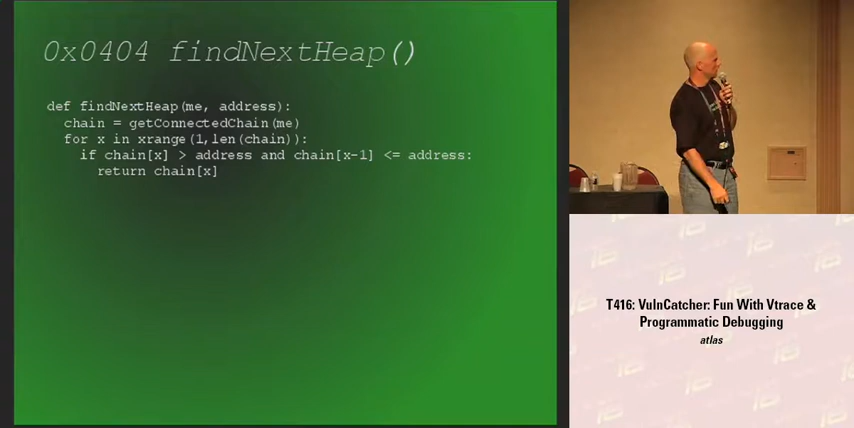 0x0404 findNextHeap()
def findNextHeap(me, address):
chain = getConnectedChain(me)
for x in xrange(1,len(chain)):
if chain[x] > address and chain[x-1] <= address:
return chain[x]
T416: VulnCatcher: Fun With Vtrace &
Programmatic Debugging
atlas